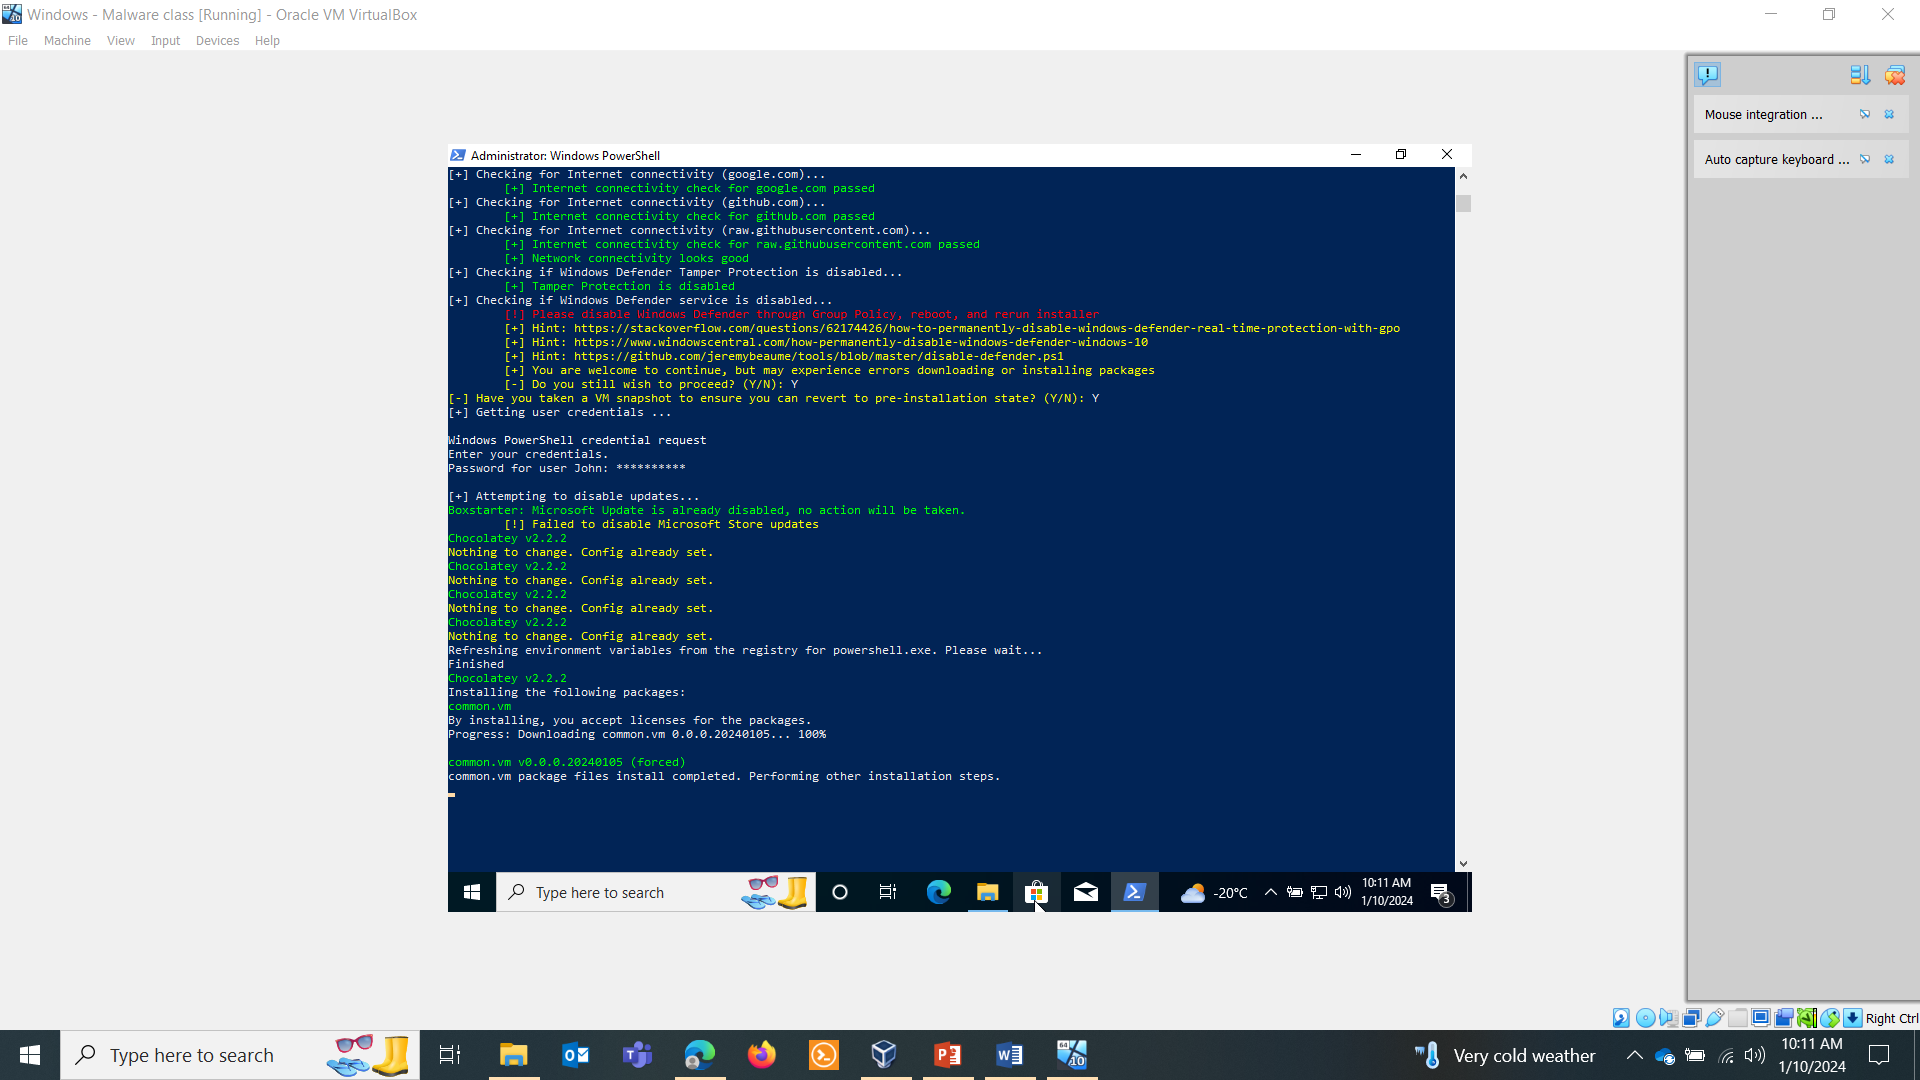 Windows - Malware class [Running] - Oracle VM VirtualBox
File Machine View Input Devices Help
Mouse integration ...
Auto capture keyboard ...
Administrator: Windows PowerShell
[+] Checking for Internet connectivity (google.com)...
[+] Internet connectivity check for google.com passed
[+] Checking for Internet connectivity (github.com)...
[+] Internet connectivity check for github.com passed
[+] Checking for Internet connectivity (raw.githubusercontent.com)...
[+] Internet connectivity check for raw.githubusercontent.com passed
[+] Network connectivity looks good
[+] Checking if Windows Defender Tamper Protection is disabled...
[+] Tamper Protection is disabled
[+] Checking if Windows Defender service is disabled...
[!] Please disable Windows Defender through Group Policy, reboot, and rerun installer
[+] Hint: https://stackoverflow.com/questions/62174426/how-to-permanently-disable-windows-defender-real-time-protection-with-gpo
[+] Hint: https://www.windowscentral.com/how-permanently-disable-windows-defender-windows-10
[+] Hint: https://github.com/jeremybeaume/tools/blob/master/disable-defender.ps1
[+] You are welcome to continue, but may experience errors downloading or installing packages
[-] Do you still wish to proceed? (Y/N): Y
[-] Have you taken a VM snapshot to ensure you can revert to pre-installation state? (Y/N): Y
[+] Getting user credentials ...
Windows PowerShell credential request
Enter your credentials.
Password for user John: **********
[+] Attempting to disable updates...
Boxstarter: Microsoft Update is already disabled, no action will be taken.
[!] Failed to disable Microsoft Store updates
Chocolatey v2.2.2
Nothing to change. Config already set.
Chocolatey v2.2.2
Nothing to change. Config already set.
Chocolatey v2.2.2
Nothing to change. Config already set.
Chocolatey v2.2.2
Nothing to change. Config already set.
Refreshing environment variables from the registry for powershell.exe. Please wait...
Finished
Chocolatey v2.2.2
Installing the following packages:
common.vm
By installing, you accept licenses for the packages.
Progress: Downloading common.vm 0.0.0.20240105... 100%
common.vm v0.0.0.20240105 (forced)
common.vm package files install completed. Performing other installation steps.
Type here to search
-20°C
10:11 AM
1/10/2024
3
Right Ctrl
Type here to search
Very cold weather
10:11 AM
1/10/2024